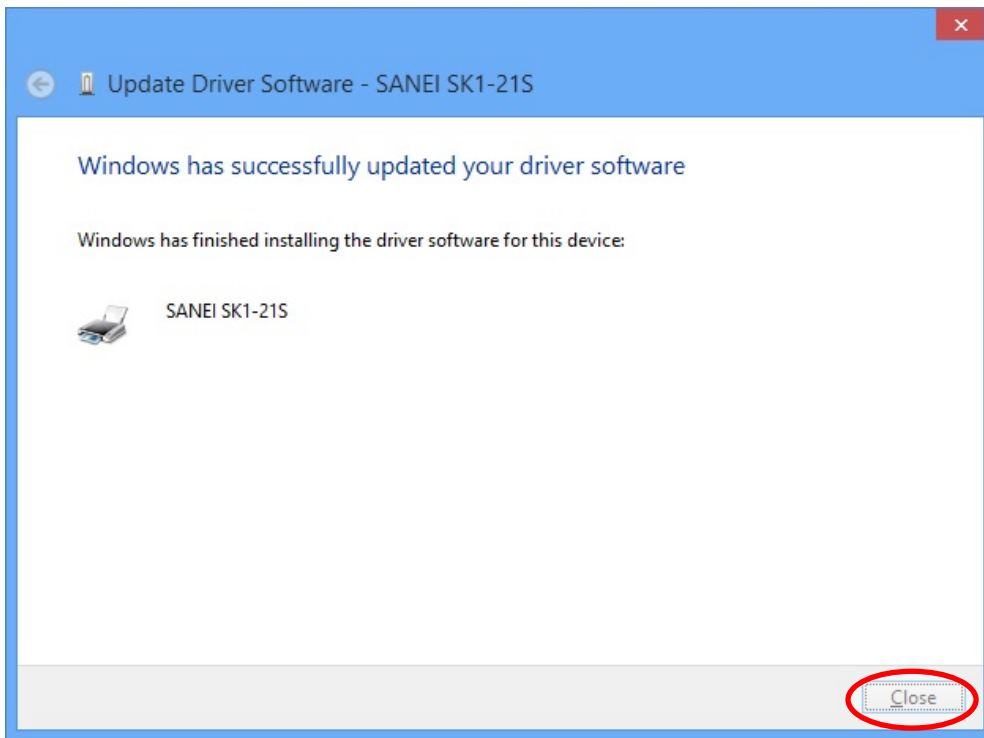 Update Driver Software - SANEI SK1-21S
Windows has successfully updated your driver software
Windows has finished installing the driver software for this device:
SANEI SK1-21S
Close